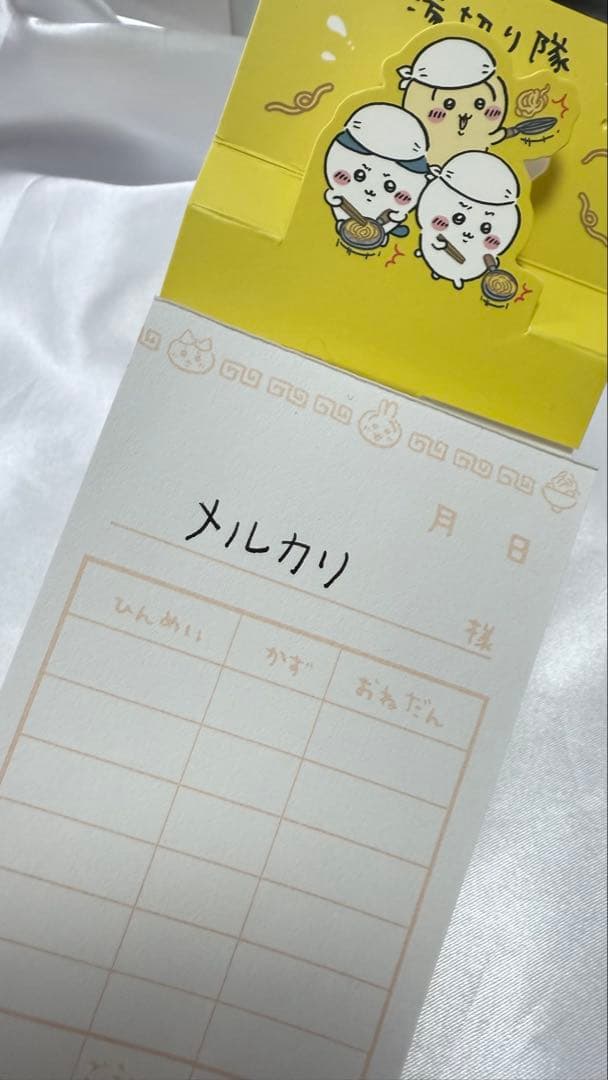 湯切り隊
月 日
メルカリ
様
ひんめい かず おねだん